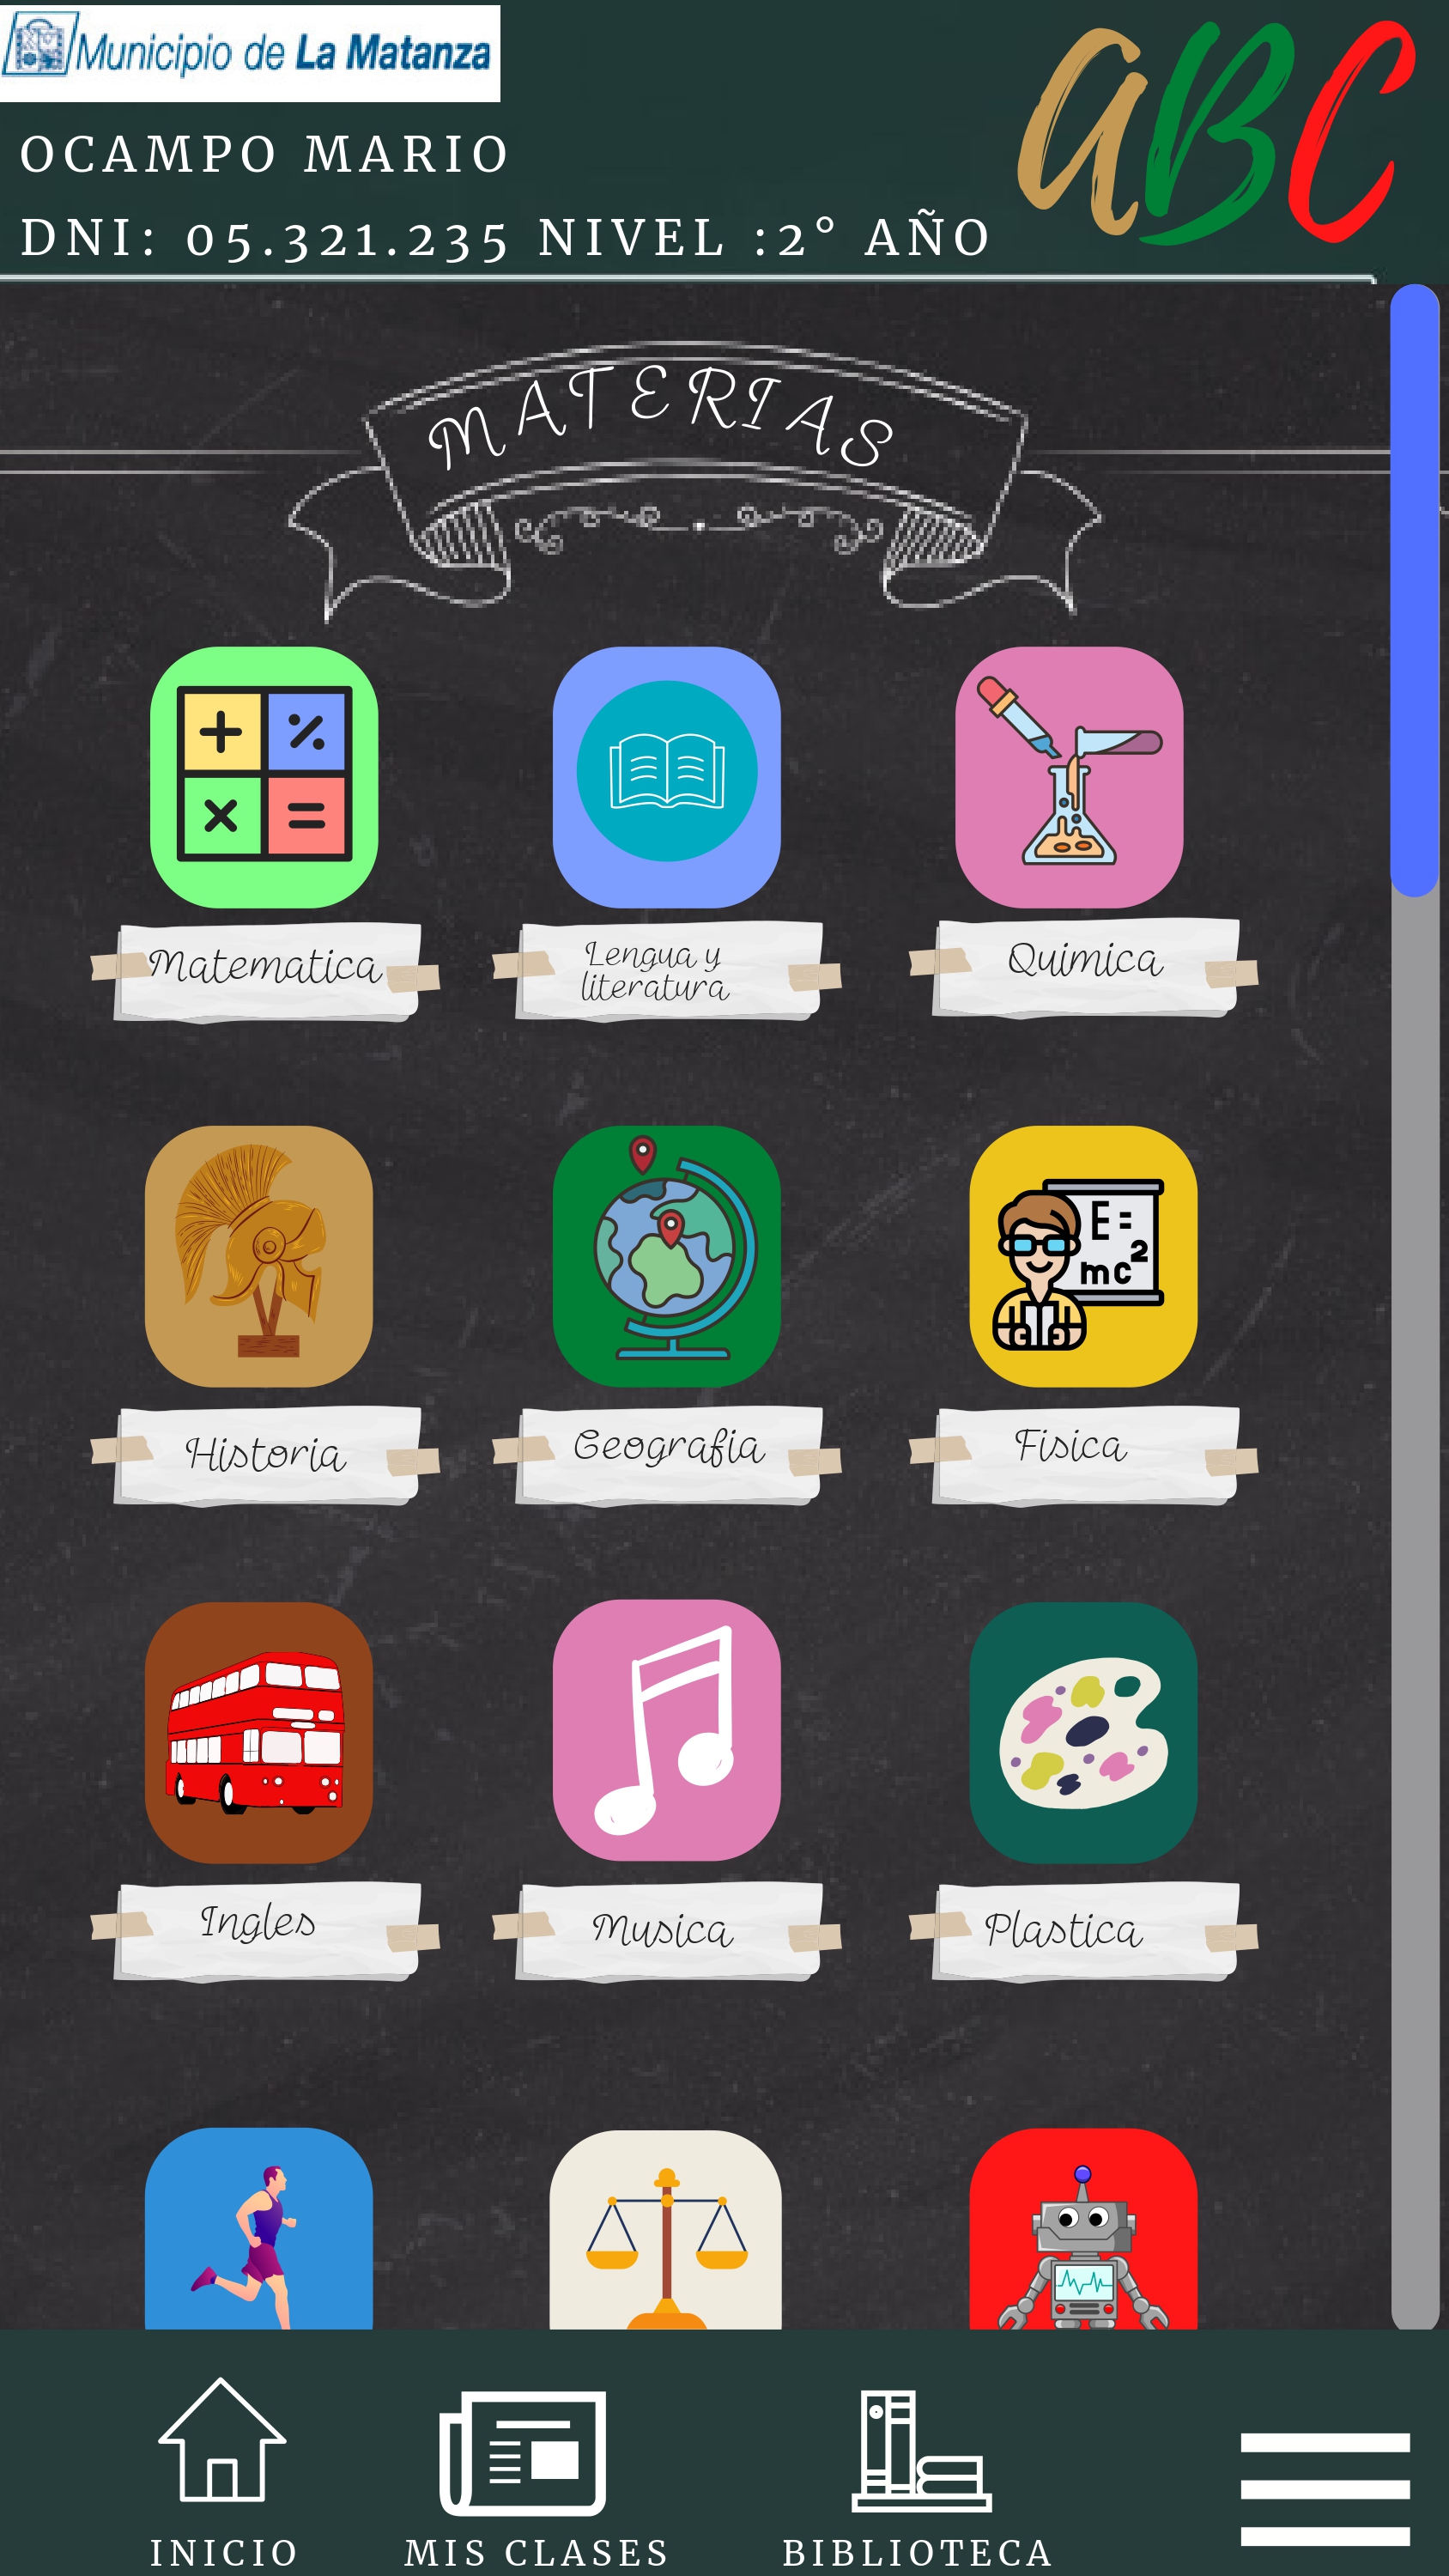 Municipio de La Matanza
aBC
OCAMPO MARIO
DNI: 05.321.235 NIVEL :2° AÑO
MATERIAS
+ %
× =
Matematica
Lengua y
literatura
Quimica
E =
mc²
Historia
Geografia
Fisica
Ingles
Musica
Plastica
INICIO
MIS CLASES
BIBLIOTECA